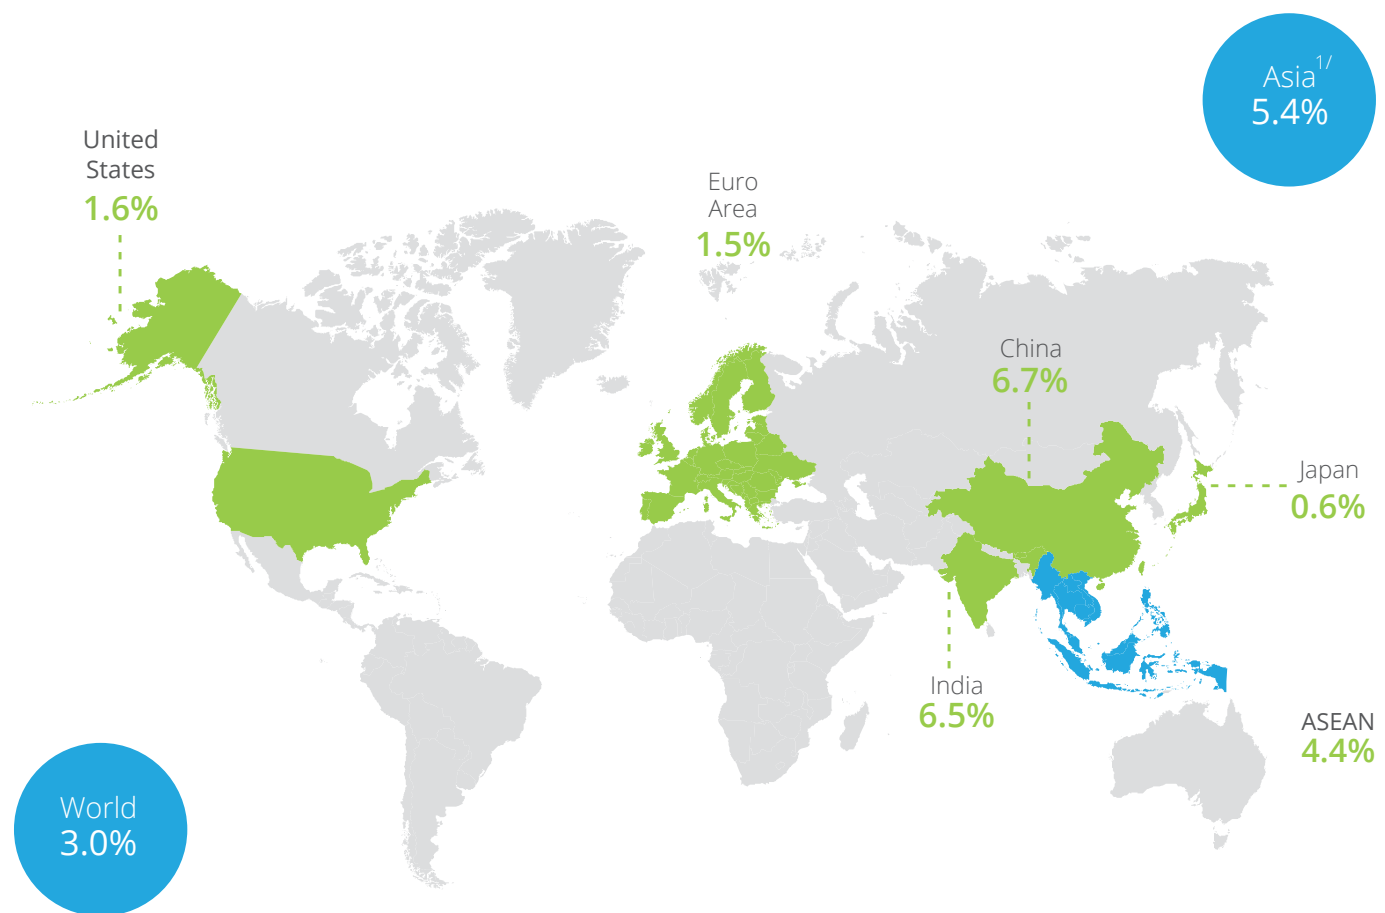 Asia1/
5.4%
United
States
1.6%
Euro
Area
1.5%
China
6.7%
Japan
0.6%
India
6.5%
ASEAN
4.4%
World
3.0%